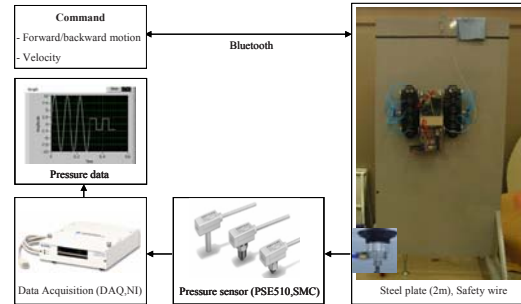 Command
- Forward/backward motion
- Velocity
Bluetooth
Pressure data
Data Acquisition (DAQ,NI)
Pressure sensor (PSE510,SMC)
Steel plate (2m), Safety wire